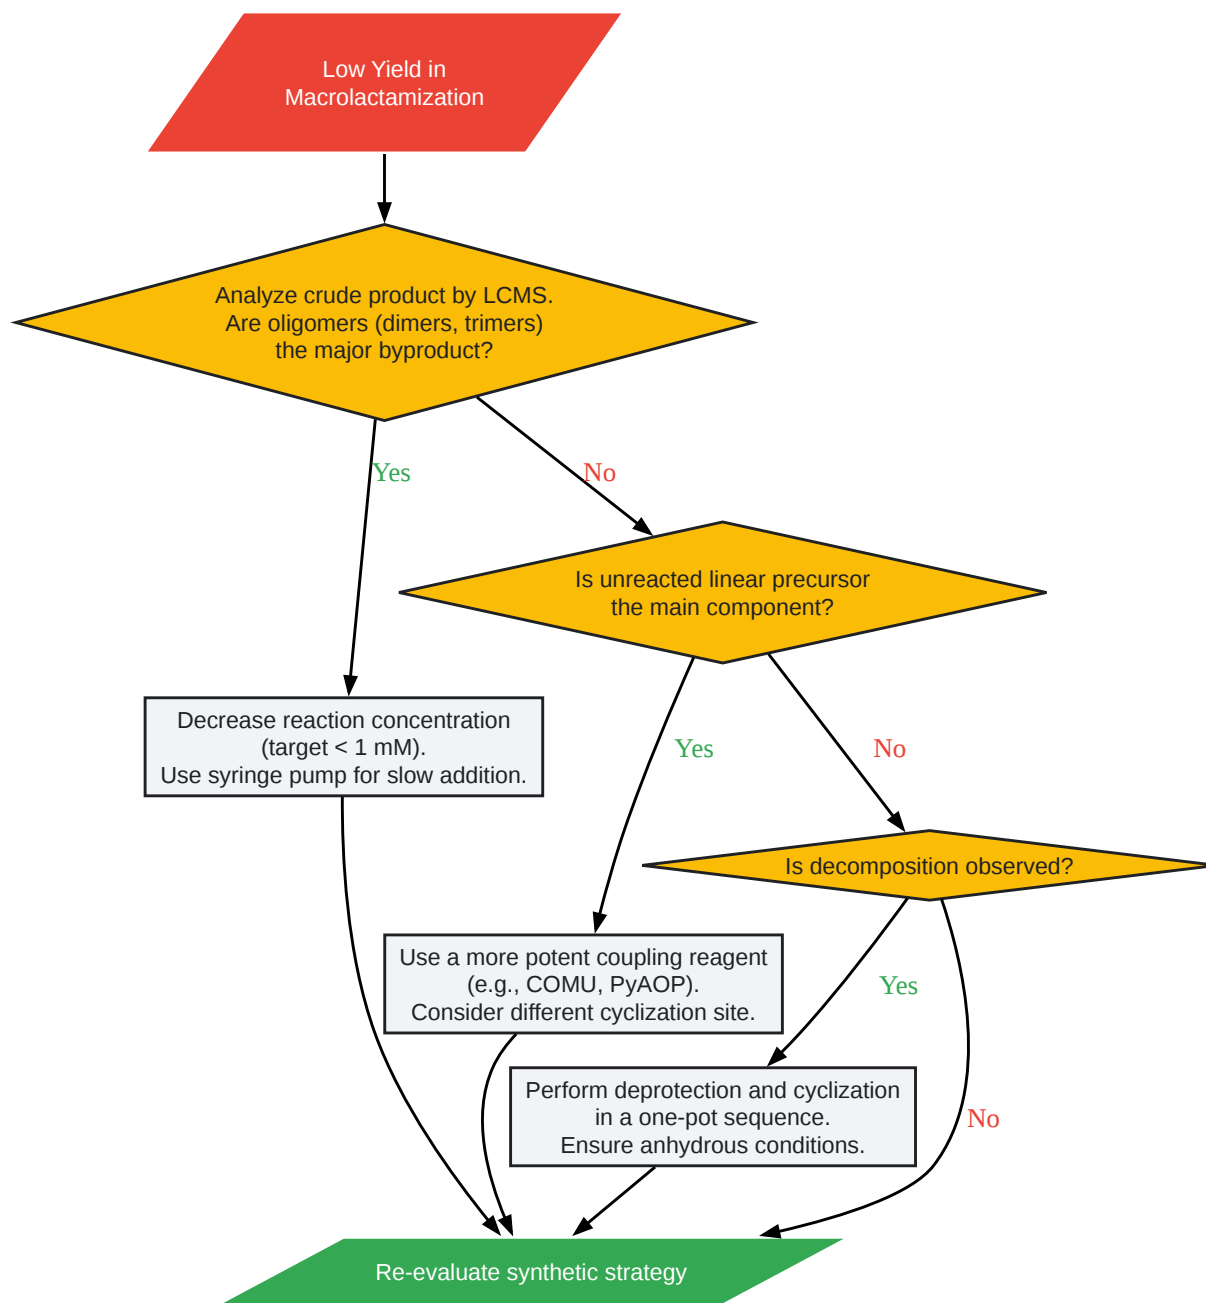 Low Yield in
Macrolactamization
Analyze crude product by LCMS.
Are oligomers (dimers, trimers)
the major byproduct?
Yes
No
Is unreacted linear precursor
the main component?
Decrease reaction concentration
(target < 1 mM).
Use syringe pump for slow addition.
Yes
No
Is decomposition observed?
Use a more potent coupling reagent
(e.g., COMU, PyAOP).
Consider different cyclization site.
Yes
Perform deprotection and cyclization
in a one-pot sequence.
Ensure anhydrous conditions.
No
Re-evaluate synthetic strategy